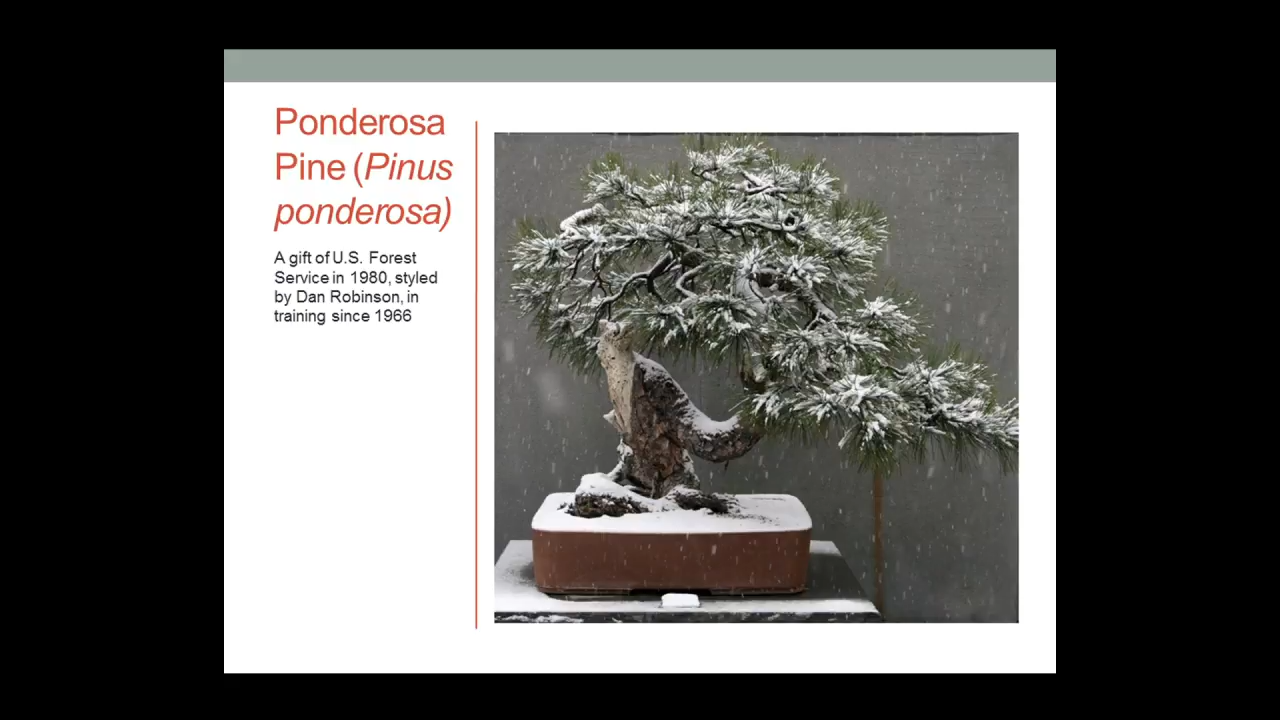 Ponderosa
Pine (Pinus
ponderosa)
A gift of U.S. Forest
Service in 1980, styled
by Dan Robinson, in
training since 1966